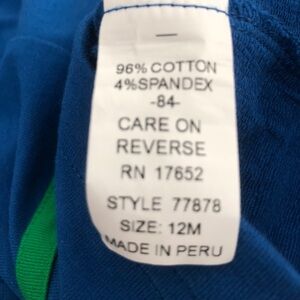 96% COTTON
4%SPANDEX
-84-
CARE ON
REVERSE
RN 17652
STYLE 77878
SIZE: 12M
MADE IN PERU